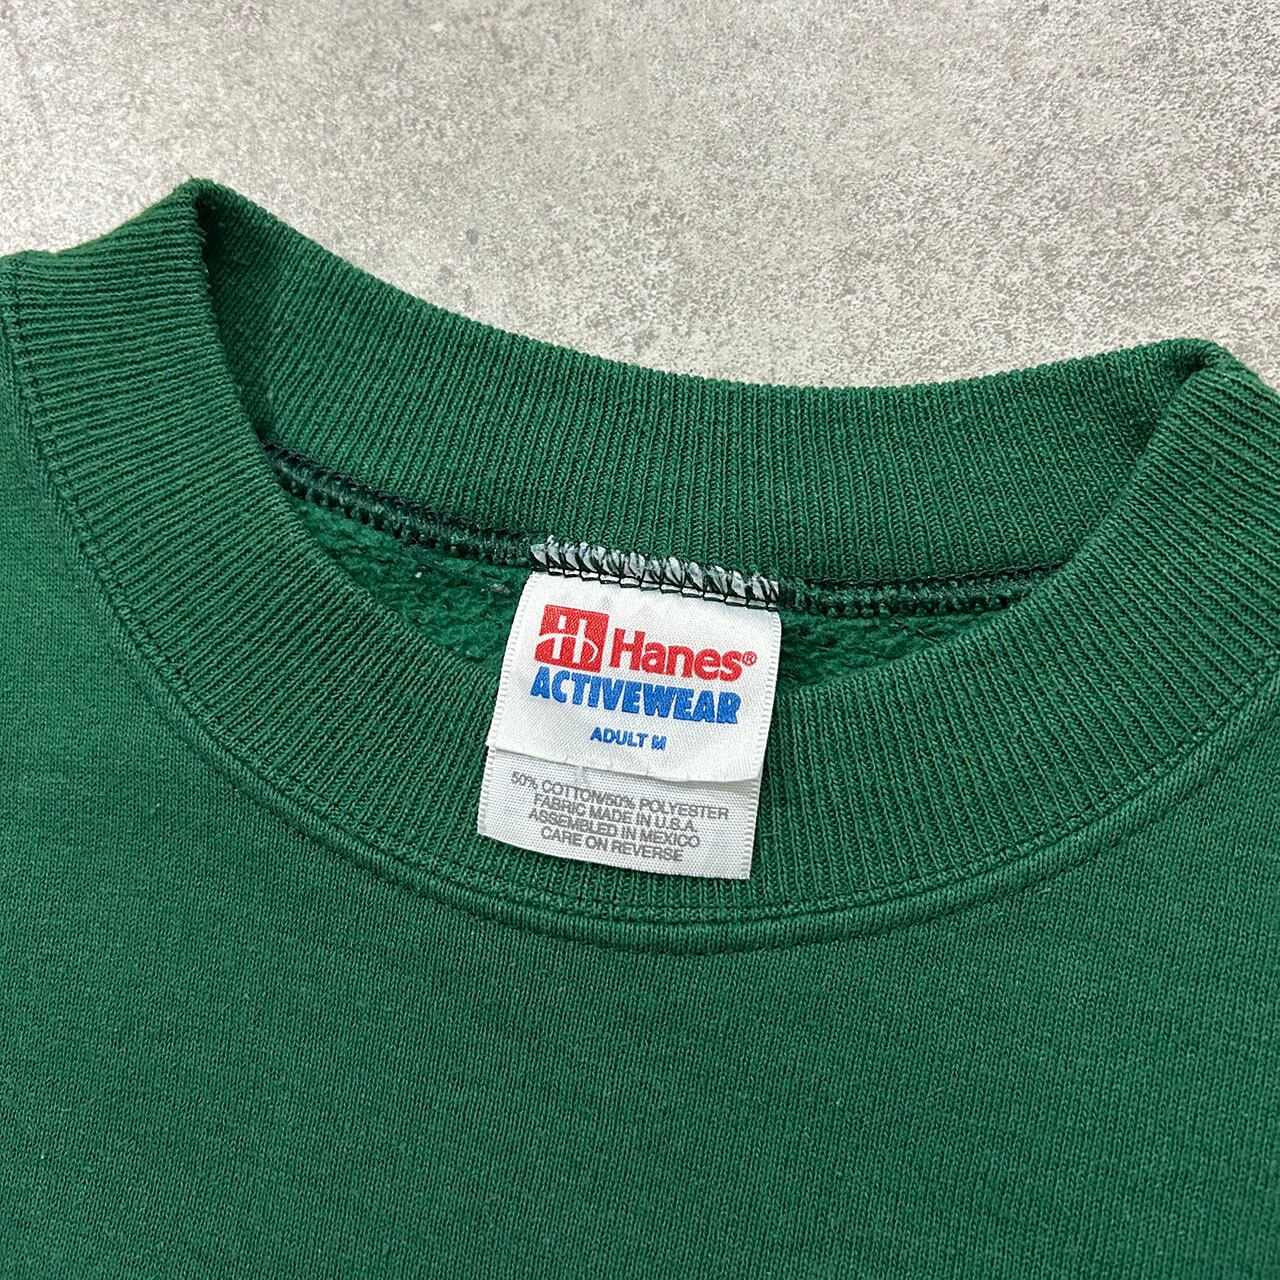 Hanes®
ACTIVEWEAR
ADULT M
50% COTTON/50% POLYESTER
FABRIC MADE IN U.S.A.
ASSEMBLED IN MEXICO
CARE ON REVERSE